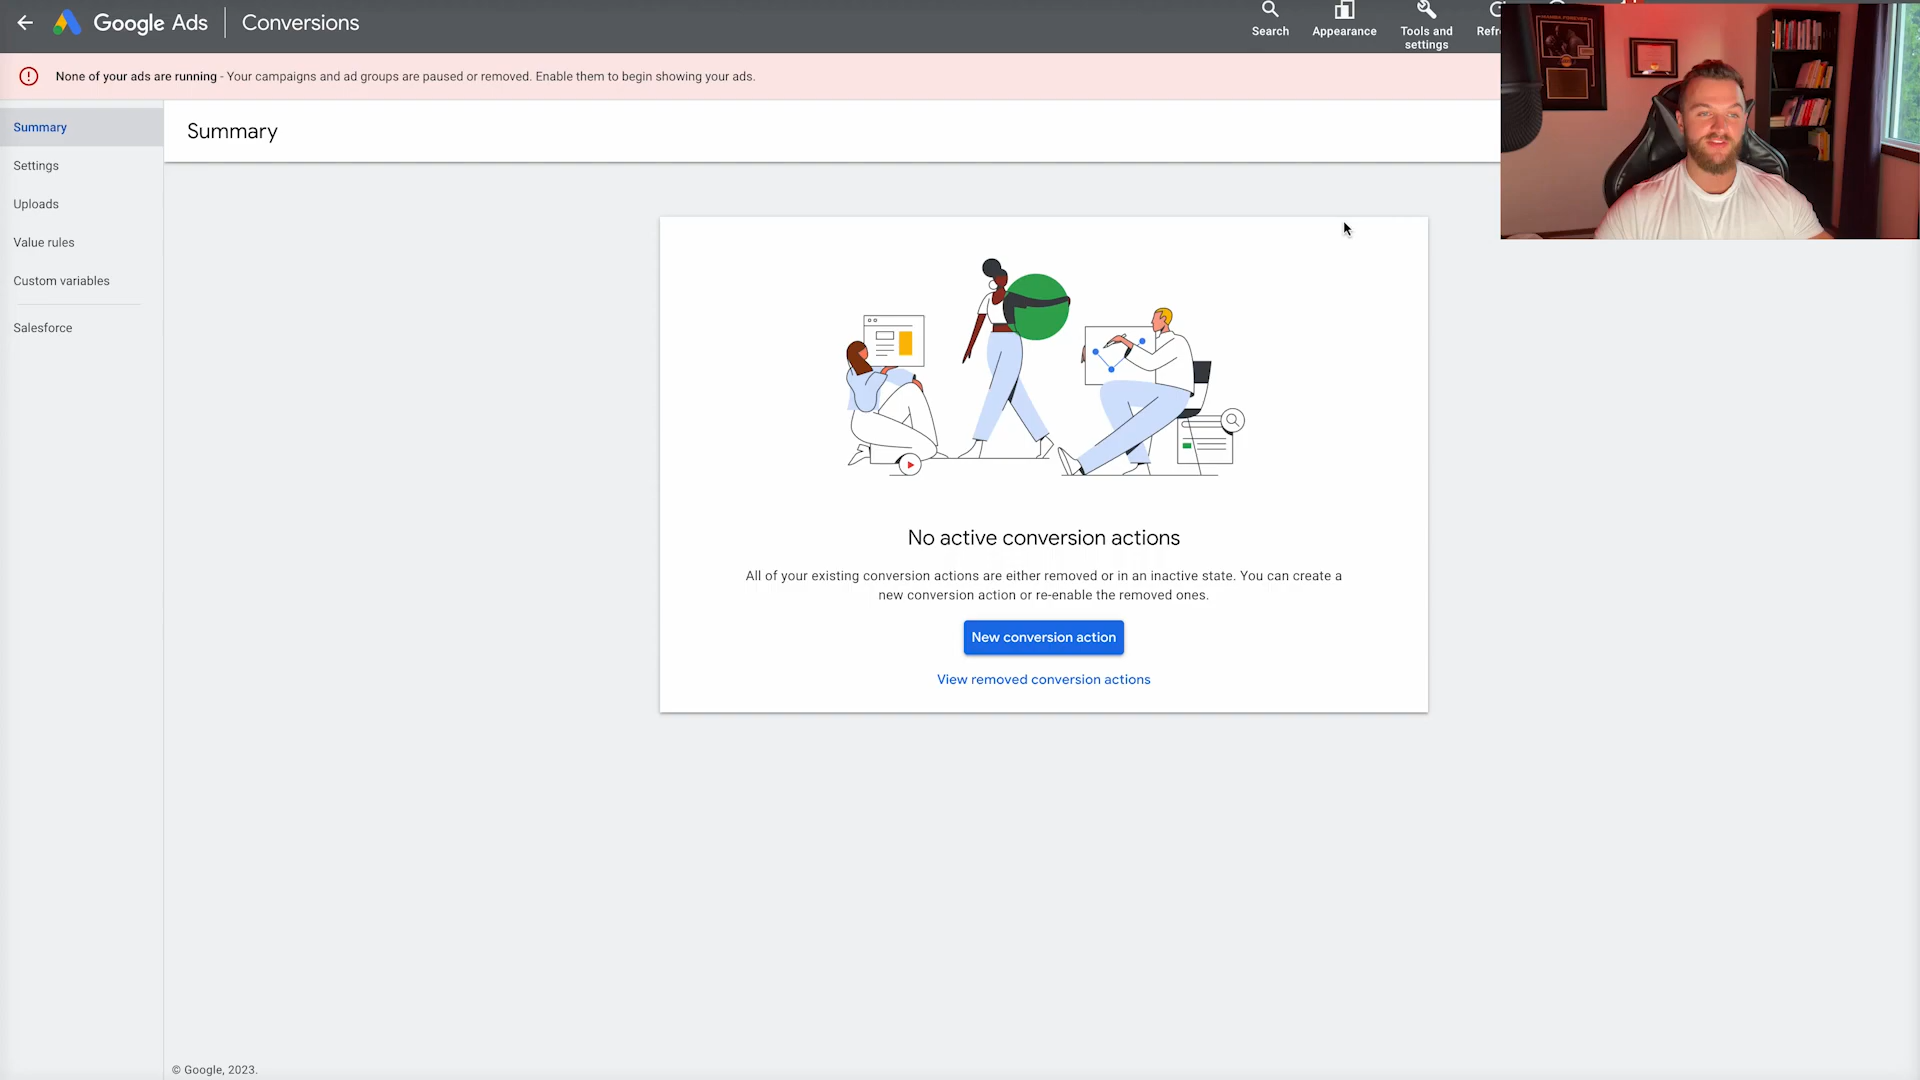 Google Ads
Conversions
Search
Appearance
Tools and
settings
None of your ads are running - Your campaigns and ad groups are paused or removed. Enable them to begin showing your ads.
Summary
Settings
Uploads
Value rules
Custom variables
Salesforce
Summary
No active conversion actions
All of your existing conversion actions are either removed or in an inactive state. You can create a
new conversion action or re-enable the removed ones.
New conversion action
View removed conversion actions
© Google, 2023.